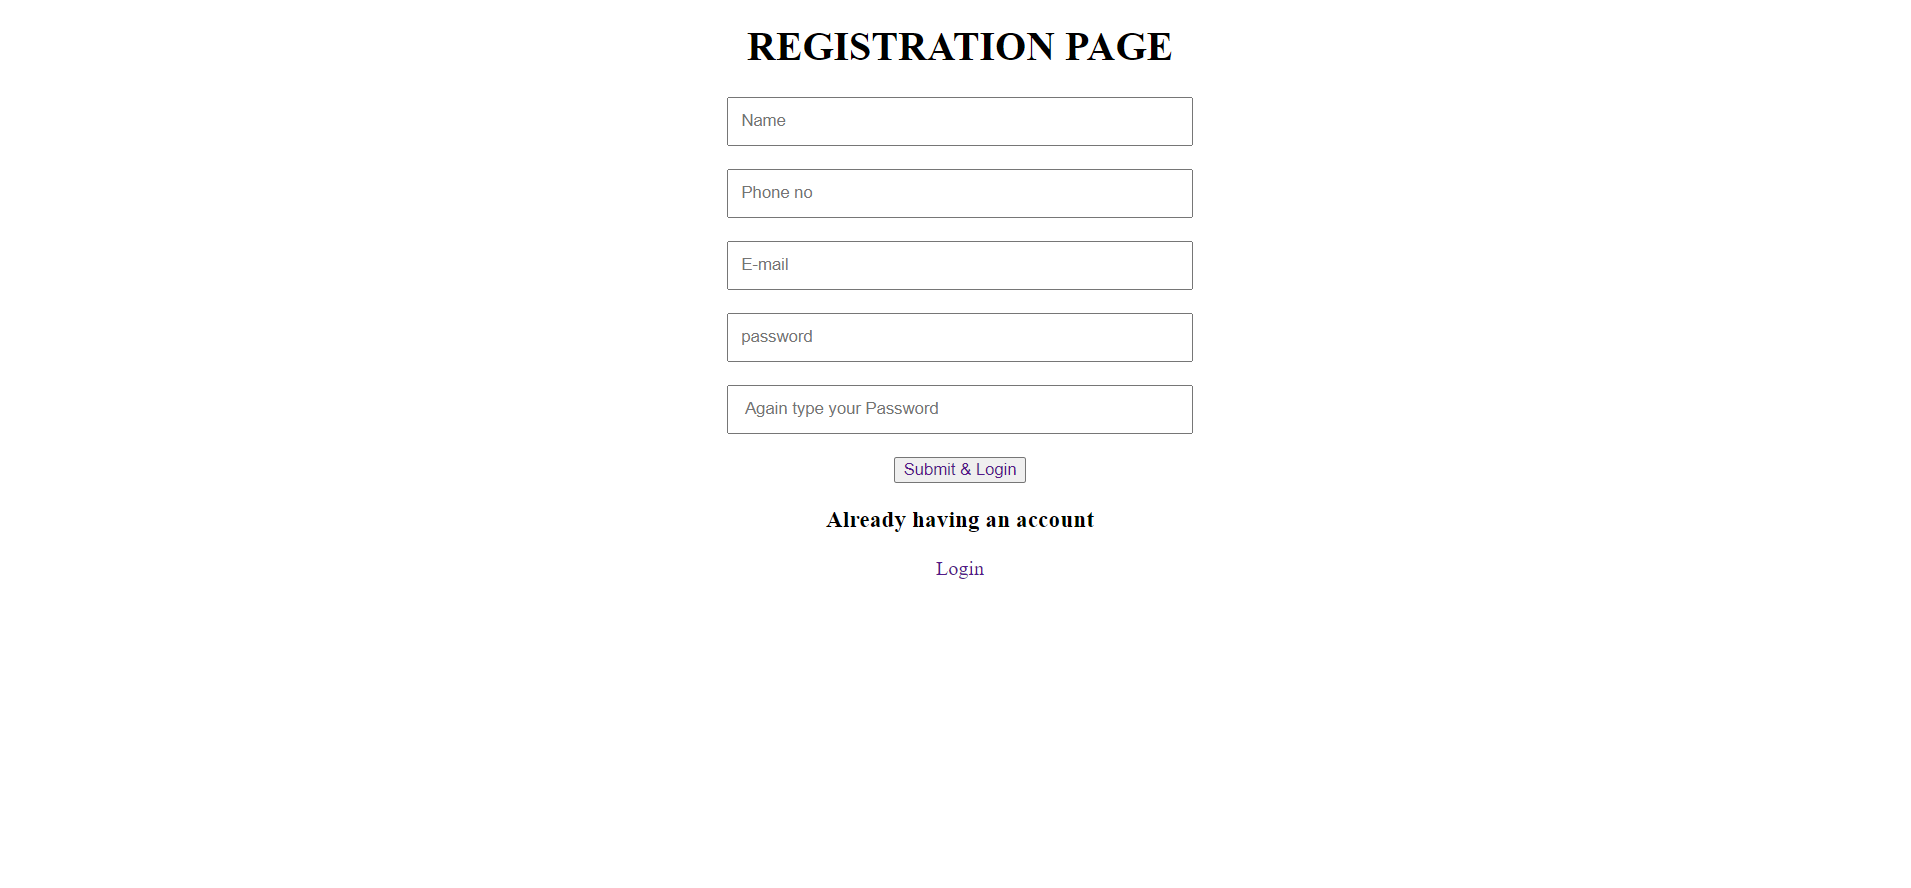 REGISTRATION PAGE
Name
Phone no
E-mail
password
Again type your Password
Submit & Login
Already having an account
Login